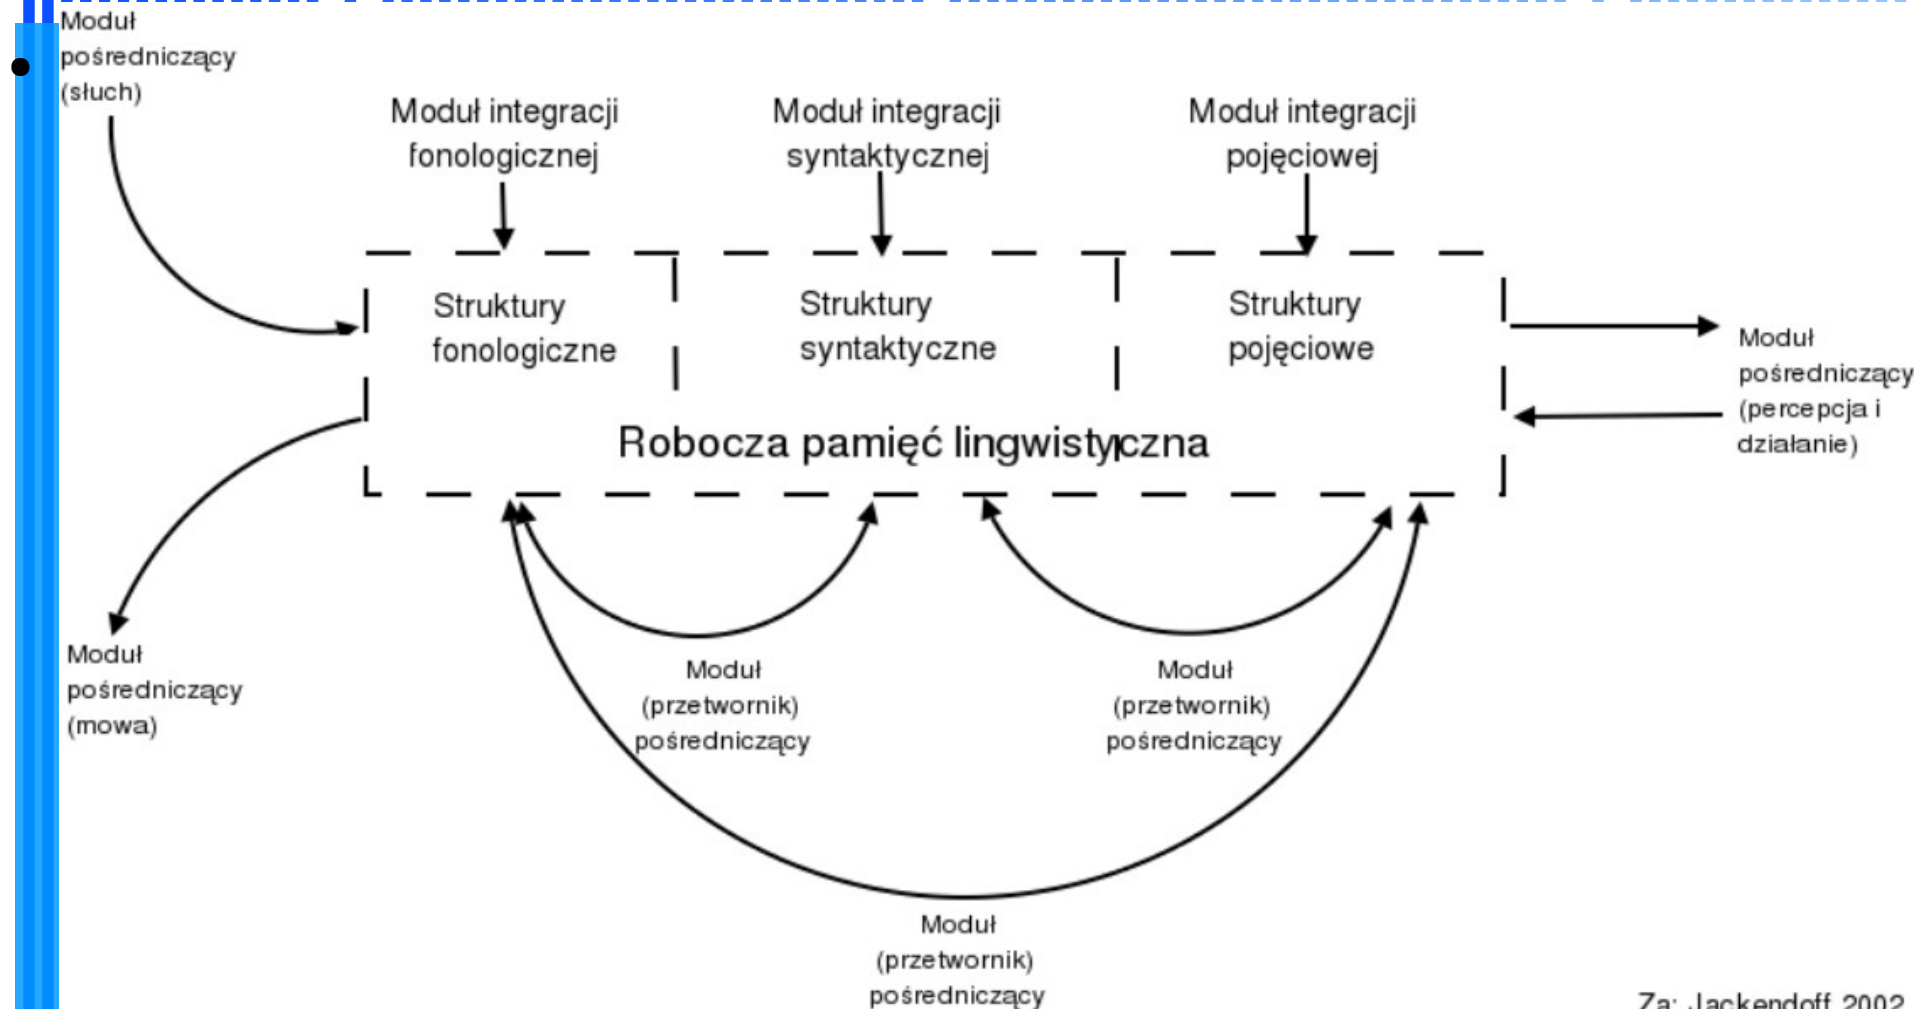 Moduł
pośredniczący
(słuch)
Moduł integracji
fonologicznej
Moduł integracji
syntaktycznej
Moduł integracji
pojęciowej
Struktury
fonologiczne
Struktury
syntaktyczne
Struktury
pojęciowe
Robocza pamięć lingwistyczna
Moduł
pośredniczący
(percepcja i
działanie)
Moduł
pośredniczący
(mowa)
Moduł
(przetwornik)
pośredniczący
Moduł
(przetwornik)
pośredniczący
Moduł
(przetwornik)
pośredniczący
Za: Jackendoff 2002